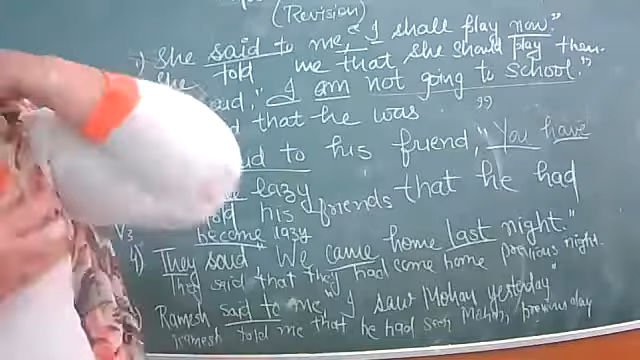 (Revision)
1) She said to me, "I shall play now."
She told me that she should play then.
"I am not going to school."
that he was
to his friend, "You have
lazy "
told his friends that he had
V3 become lazy
4) They said "We came home last night."
They said that they had come home previous night.
Ramesh said to me, "I saw Mohan yesterday"
Ramesh told me that he had seen Mohan, previous day